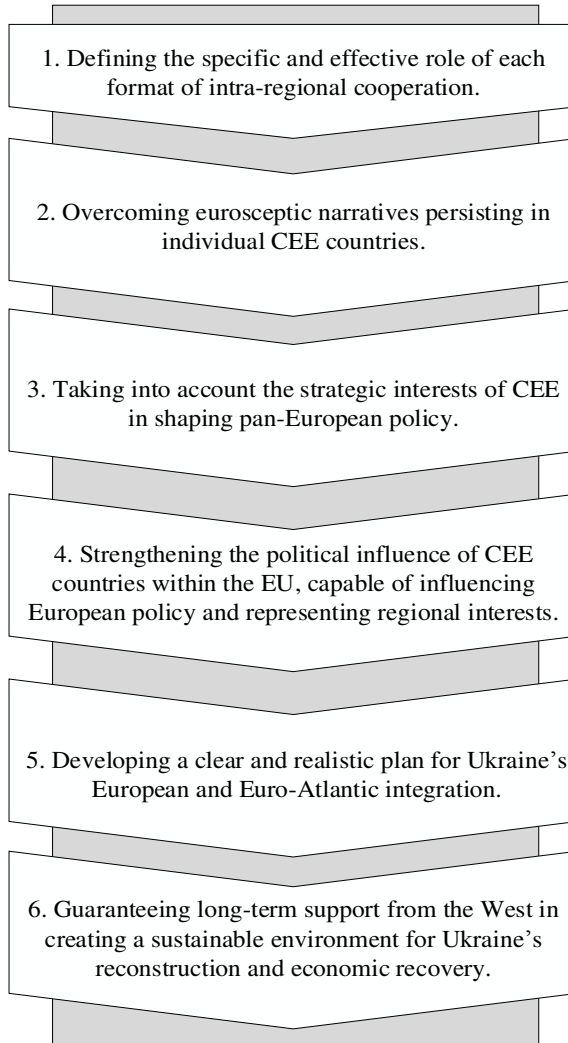 1. Defining the specific and effective role of each
format of intra-regional cooperation.
2. Overcoming eurosceptic narratives persisting in
individual CEE countries.
3. Taking into account the strategic interests of CEE
in shaping pan-European policy.
4. Strengthening the political influence of CEE
countries within the EU, capable of influencing
European policy and representing regional interests.
5. Developing a clear and realistic plan for Ukraine’s
European and Euro-Atlantic integration.
6. Guaranteeing long-term support from the West in
creating a sustainable environment for Ukraine’s
reconstruction and economic recovery.